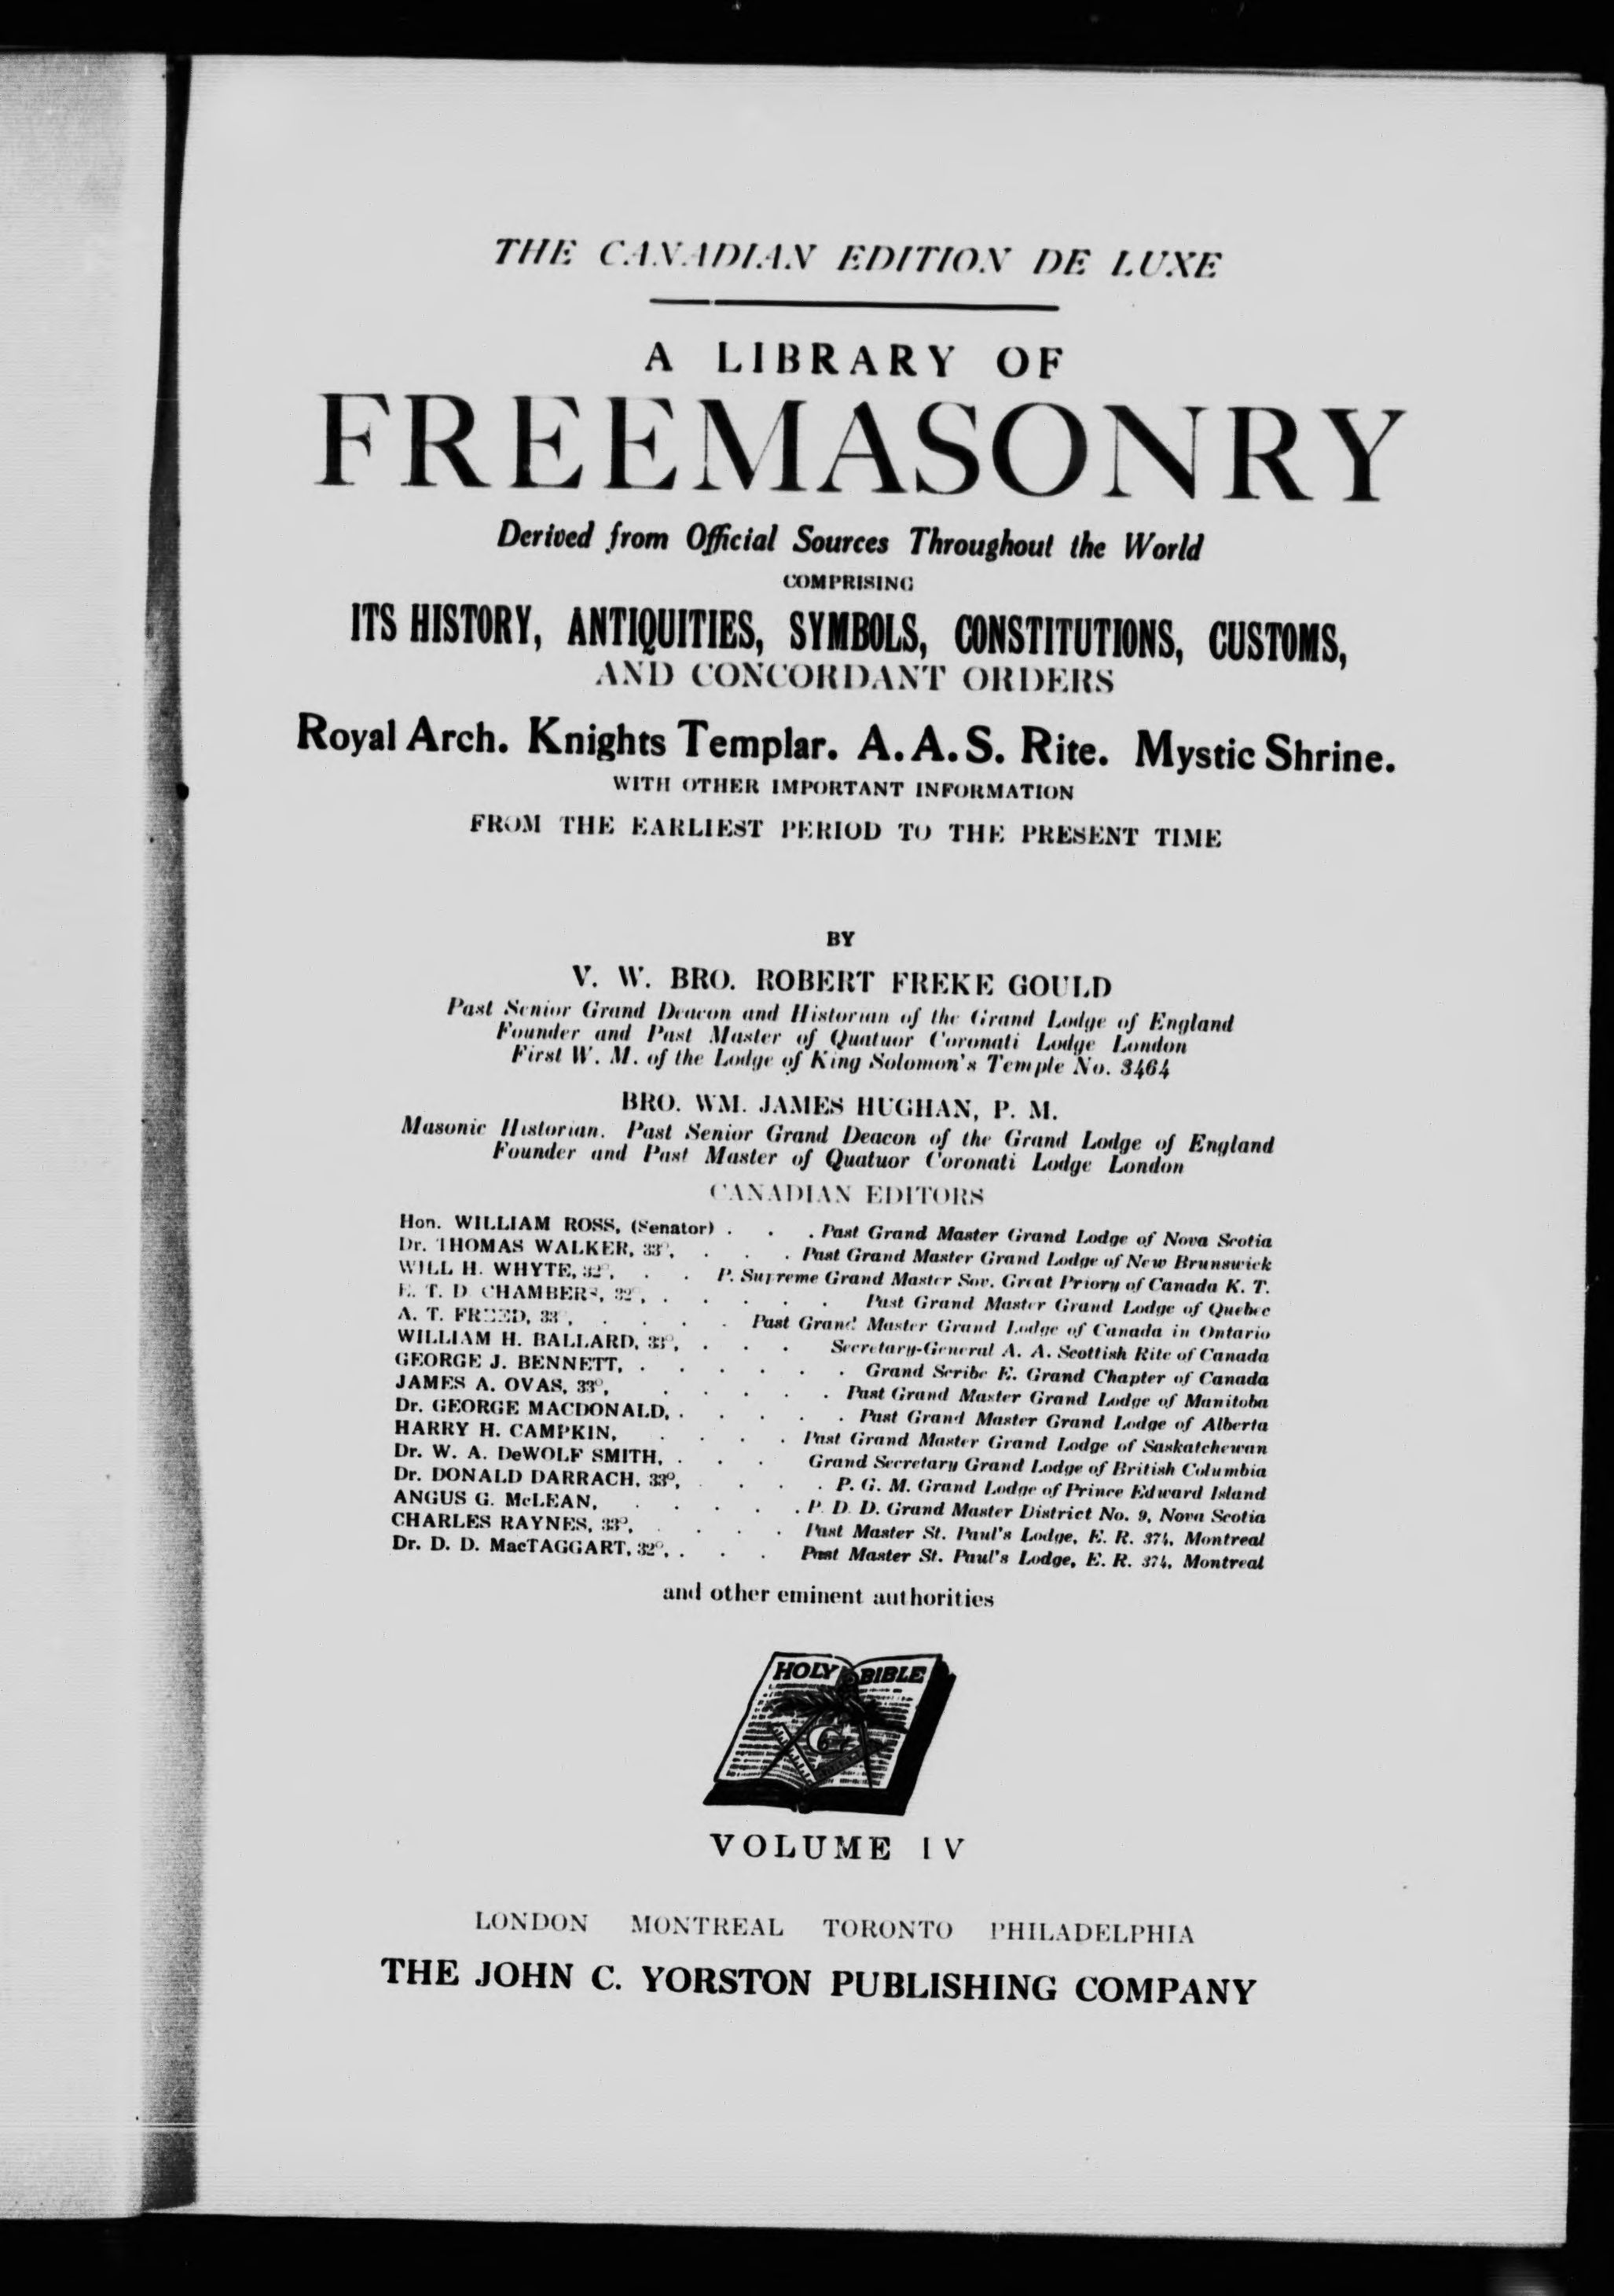 THE CANADIAN EDITION DE LUXE
A LIBRARY OF
FREEMASONRY
Derived from Official Sources Throughout the World
COMPRISING
ITS HISTORY, ANTIQUITIES, SYMBOLS, CONSTITUTIONS, CUSTOMS,
AND CONCORDANT ORDERS
Royal Arch. Knights Templar. A. A. S. Rite. Mystic Shrine.
WITH OTHER IMPORTANT INFORMATION
FROM THE EARLIEST PERIOD TO THE PRESENT TIME
BY
V. W. BRO. ROBERT FREKE GOULD
Past Senior Grand Deacon and Historian of the Grand Lodge of England
Founder and Past Master of Quatuor Coronati Lodge London
First W. M. of the Lodge of King Solomon's Temple No. 3464
BRO. WM. JAMES HUGHAN, P. M.
Masonic Historian. Past Senior Grand Deacon of the Grand Lodge of England
Founder and Past Master of Quatuor Coronati Lodge London
CANADIAN EDITORS
Hon. WILLIAM ROSS, (Senator) . . . Past Grand Master Grand Lodge of Nova Scotia
Dr. THOMAS WALKER, 33°, . . . Past Grand Master Grand Lodge of New Brunswick
WILL H. WHYTE, 32°, . . P. Supreme Grand Master Sov. Great Priory of Canada K. T.
E. T. D. CHAMBERS, 32°, . . . . . . Past Grand Master Grand Lodge of Quebec
A. T. FREED, 33°, . . . . Past Grand Master Grand Lodge of Canada in Ontario
WILLIAM H. BALLARD, 33°, . . . Secretary-General A. A. Scottish Rite of Canada
GEORGE J. BENNETT, . . . . . . Grand Scribe E. Grand Chapter of Canada
JAMES A. OVAS, 33°, . . . . . Past Grand Master Grand Lodge of Manitoba
Dr. GEORGE MACDONALD, . . . . . Past Grand Master Grand Lodge of Alberta
HARRY H. CAMPKIN, . . . . Past Grand Master Grand Lodge of Saskatchewan
Dr. W. A. DeWOLF SMITH, . . . Grand Secretary Grand Lodge of British Columbia
Dr. DONALD DARRACH, 33°, . . . . P. G. M. Grand Lodge of Prince Edward Island
ANGUS G. McLEAN, . . . . . P. D. D. Grand Master District No. 9, Nova Scotia
CHARLES RAYNES, 33°, . . . . Past Master St. Paul's Lodge, E. R. 374, Montreal
Dr. D. D. MacTAGGART, 32°, . . . Past Master St. Paul's Lodge, E. R. 374, Montreal
and other eminent authorities
HOLY BIBLE
G
VOLUME IV
LONDON MONTREAL TORONTO PHILADELPHIA
THE JOHN C. YORSTON PUBLISHING COMPANY